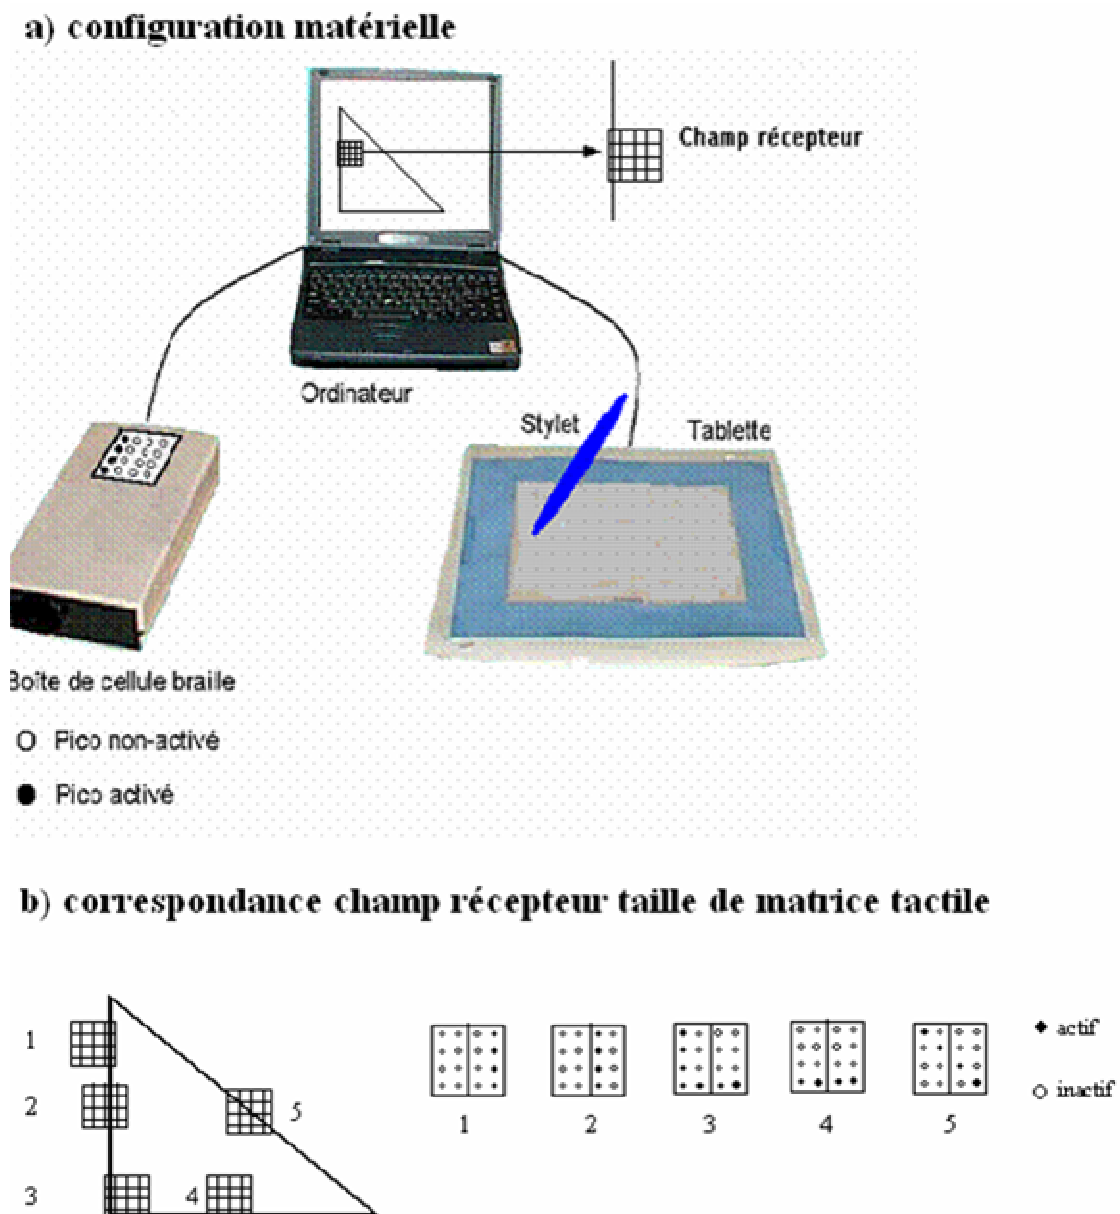 a) configuration matérielle
Champ récepteur
Ordinateur
Stylet
Tablette
Boîte de cellule braille
Pico non-activé
Pico activé
b) correspondance champ récepteur taille de matrice tactile
1
2
3
4
5
1
2
3
4
5
actif
inactif